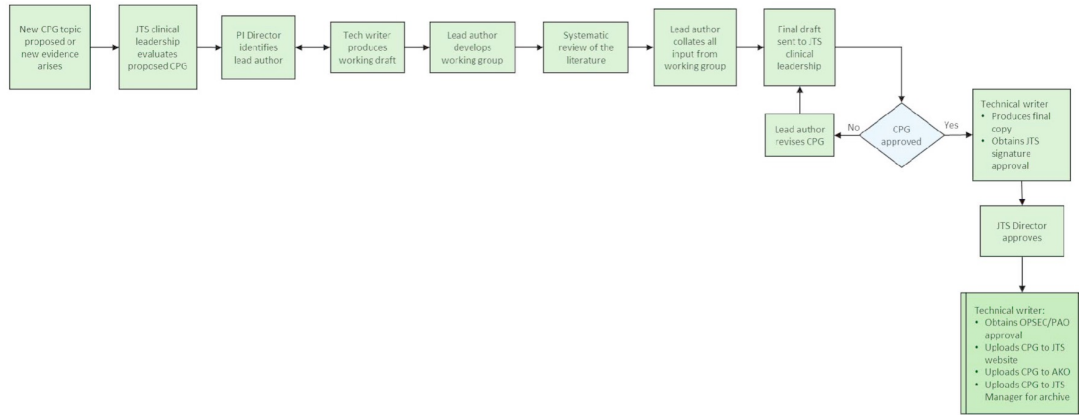 New CPG topic
proposed or
new evidence
arises
JTS clinical
leadership
evaluates
proposed CPG
PI Director
identifies
lead author
Tech writer
produces
working draft
Lead author
develops
working group
Systematic
review of the
literature
Lead author
collates all
input from
working group
Final draft
sent to JTS
clinical
leadership
Lead author
revises CPG
No
CPG
approved
Yes
Technical writer
• Produces final
copy
• Obtains JTS
signature
approval
JTS Director
approves
Technical writer:
• Obtains OPSEC/PAO
approval
• Uploads CPG to JTS
website
• Uploads CPG to AKO
• Uploads CPG to JTS
Manager for archive